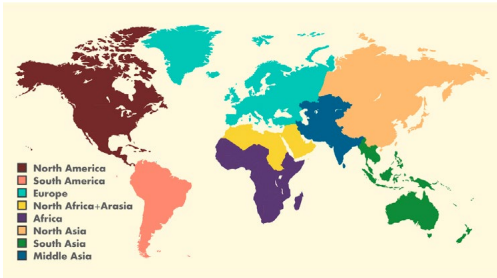 North America
South America
Europe
North Africa+Arasia
Africa
North Asia
South Asia
Middle Asia